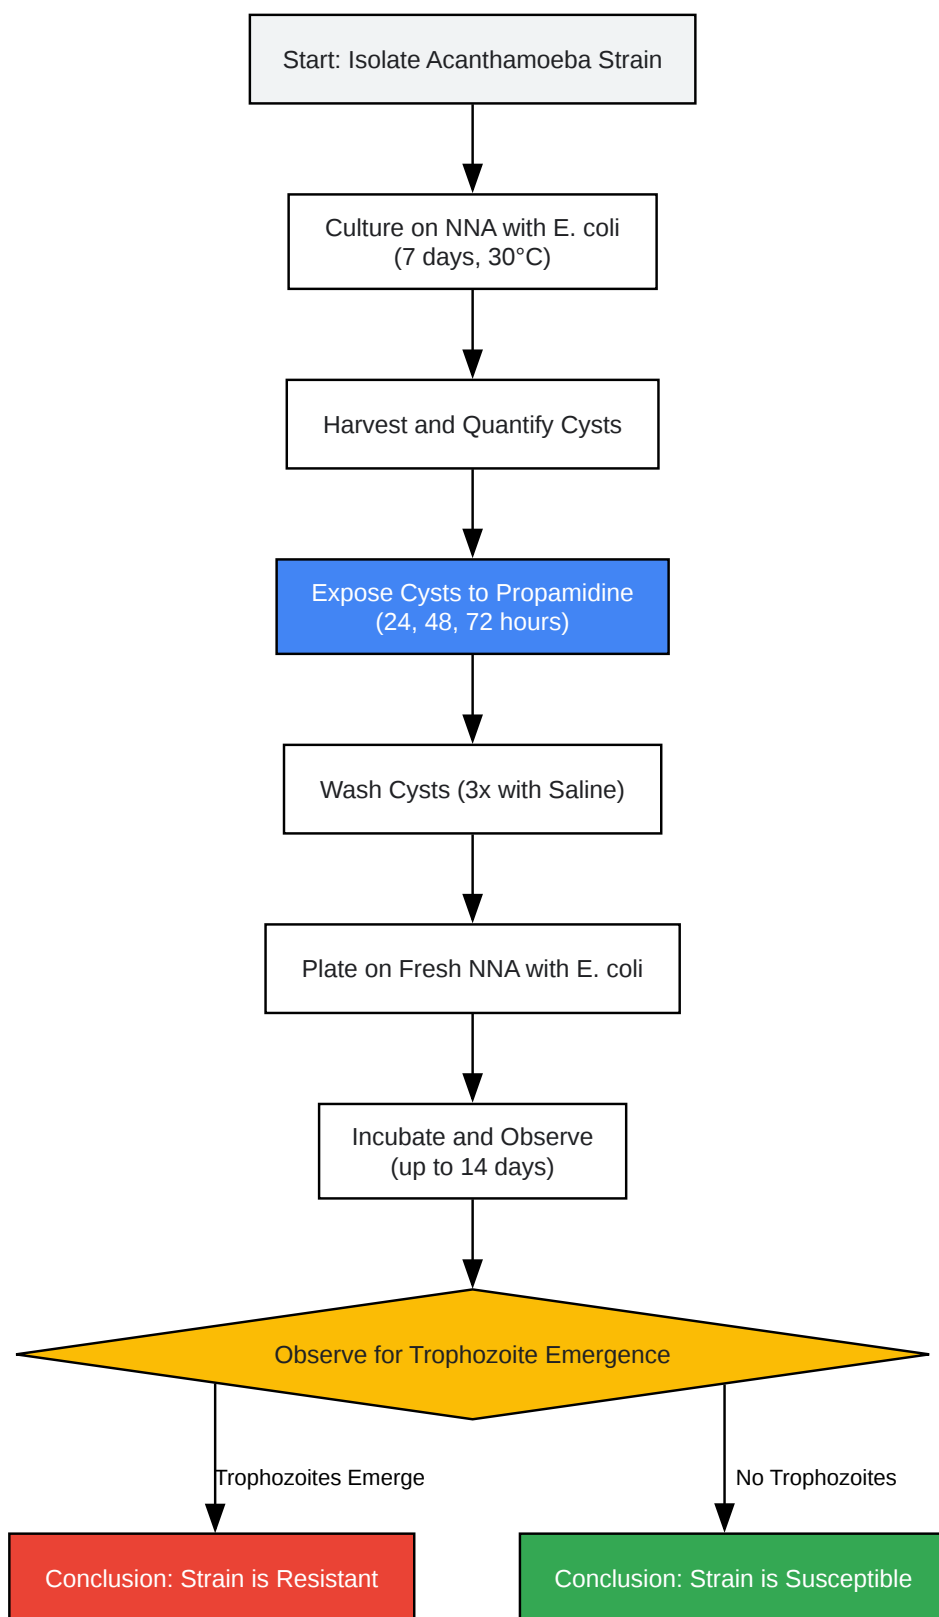 Start: Isolate Acanthamoeba Strain
Culture on NNA with E. coli
(7 days, 30°C)
Harvest and Quantify Cysts
Expose Cysts to Propamidine
(24, 48, 72 hours)
Wash Cysts (3x with Saline)
Plate on Fresh NNA with E. coli
Incubate and Observe
(up to 14 days)
Observe for Trophozoite Emergence
Trophozoites Emerge
No Trophozoites
Conclusion: Strain is Resistant
Conclusion: Strain is Susceptible